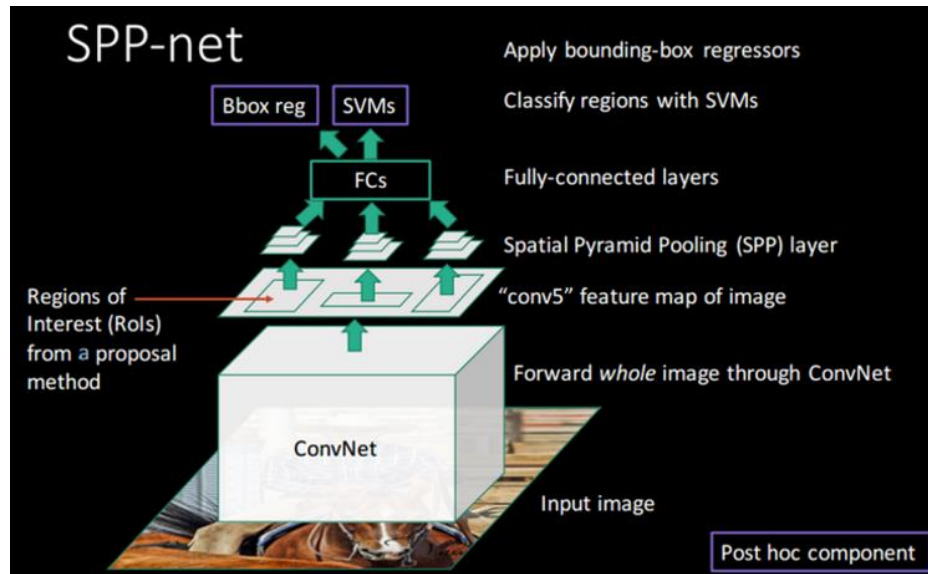 SPP-net
Apply bounding-box regressors
Bbox reg
SVMs
Classify regions with SVMs
FCs
Fully-connected layers
Spatial Pyramid Pooling (SPP) layer
Regions of
Interest (RoIs)
from a proposal
method
“conv5” feature map of image
Forward whole image through ConvNet
ConvNet
Input image
Post hoc component